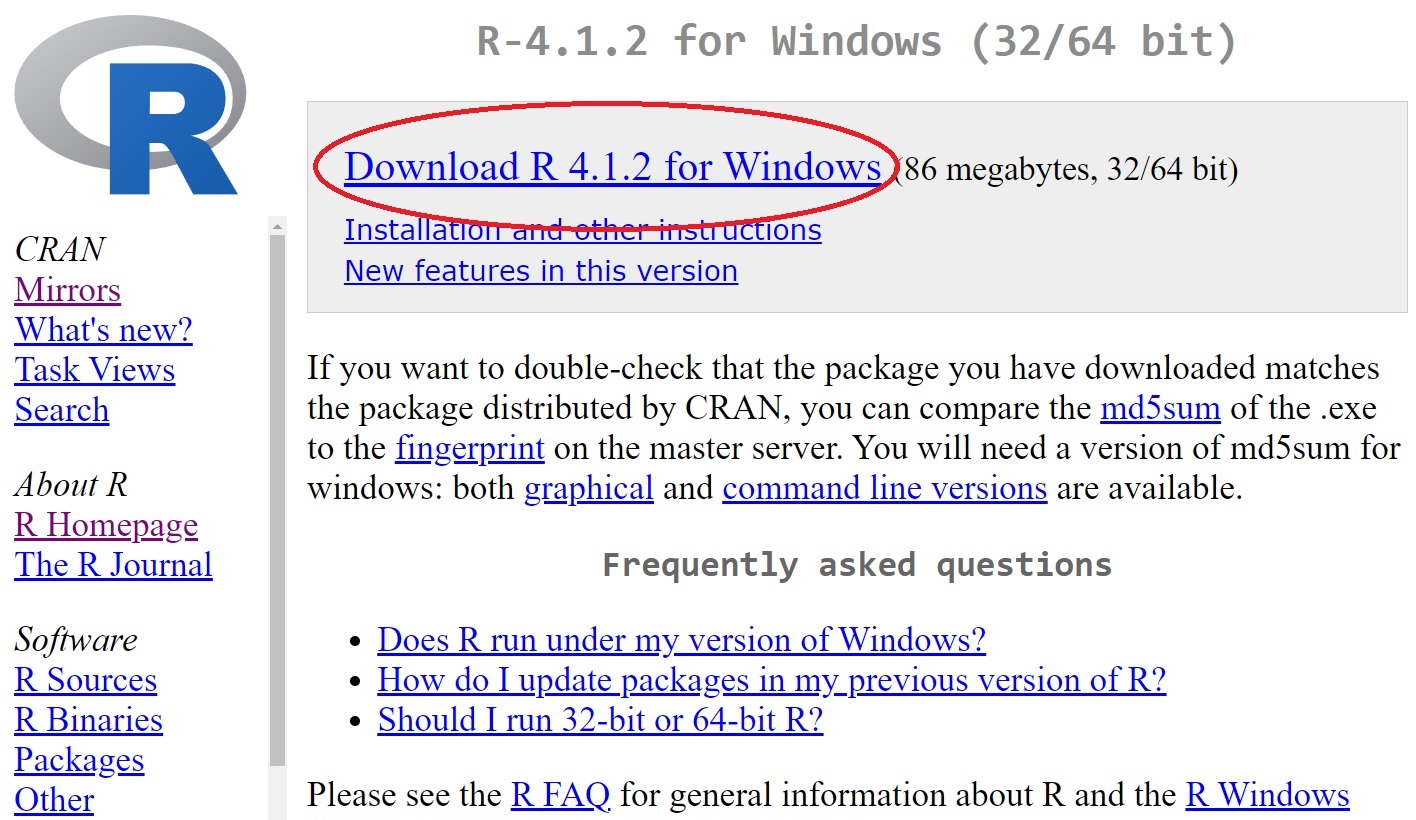 R
R-4.1.2 for Windows (32/64 bit)
Download R 4.1.2 for Windows (86 megabytes, 32/64 bit)
Installation and other instructions
New features in this version
CRAN
Mirrors
What's new?
Task Views
Search
About R
R Homepage
The R Journal
Software
R Sources
R Binaries
Packages
Other
If you want to double-check that the package you have downloaded matches
the package distributed by CRAN, you can compare the md5sum of the .exe
to the fingerprint on the master server. You will need a version of md5sum for
windows: both graphical and command line versions are available.
Frequently asked questions
Does R run under my version of Windows?
How do I update packages in my previous version of R?
Should I run 32-bit or 64-bit R?
Please see the R FAQ for general information about R and the R Windows